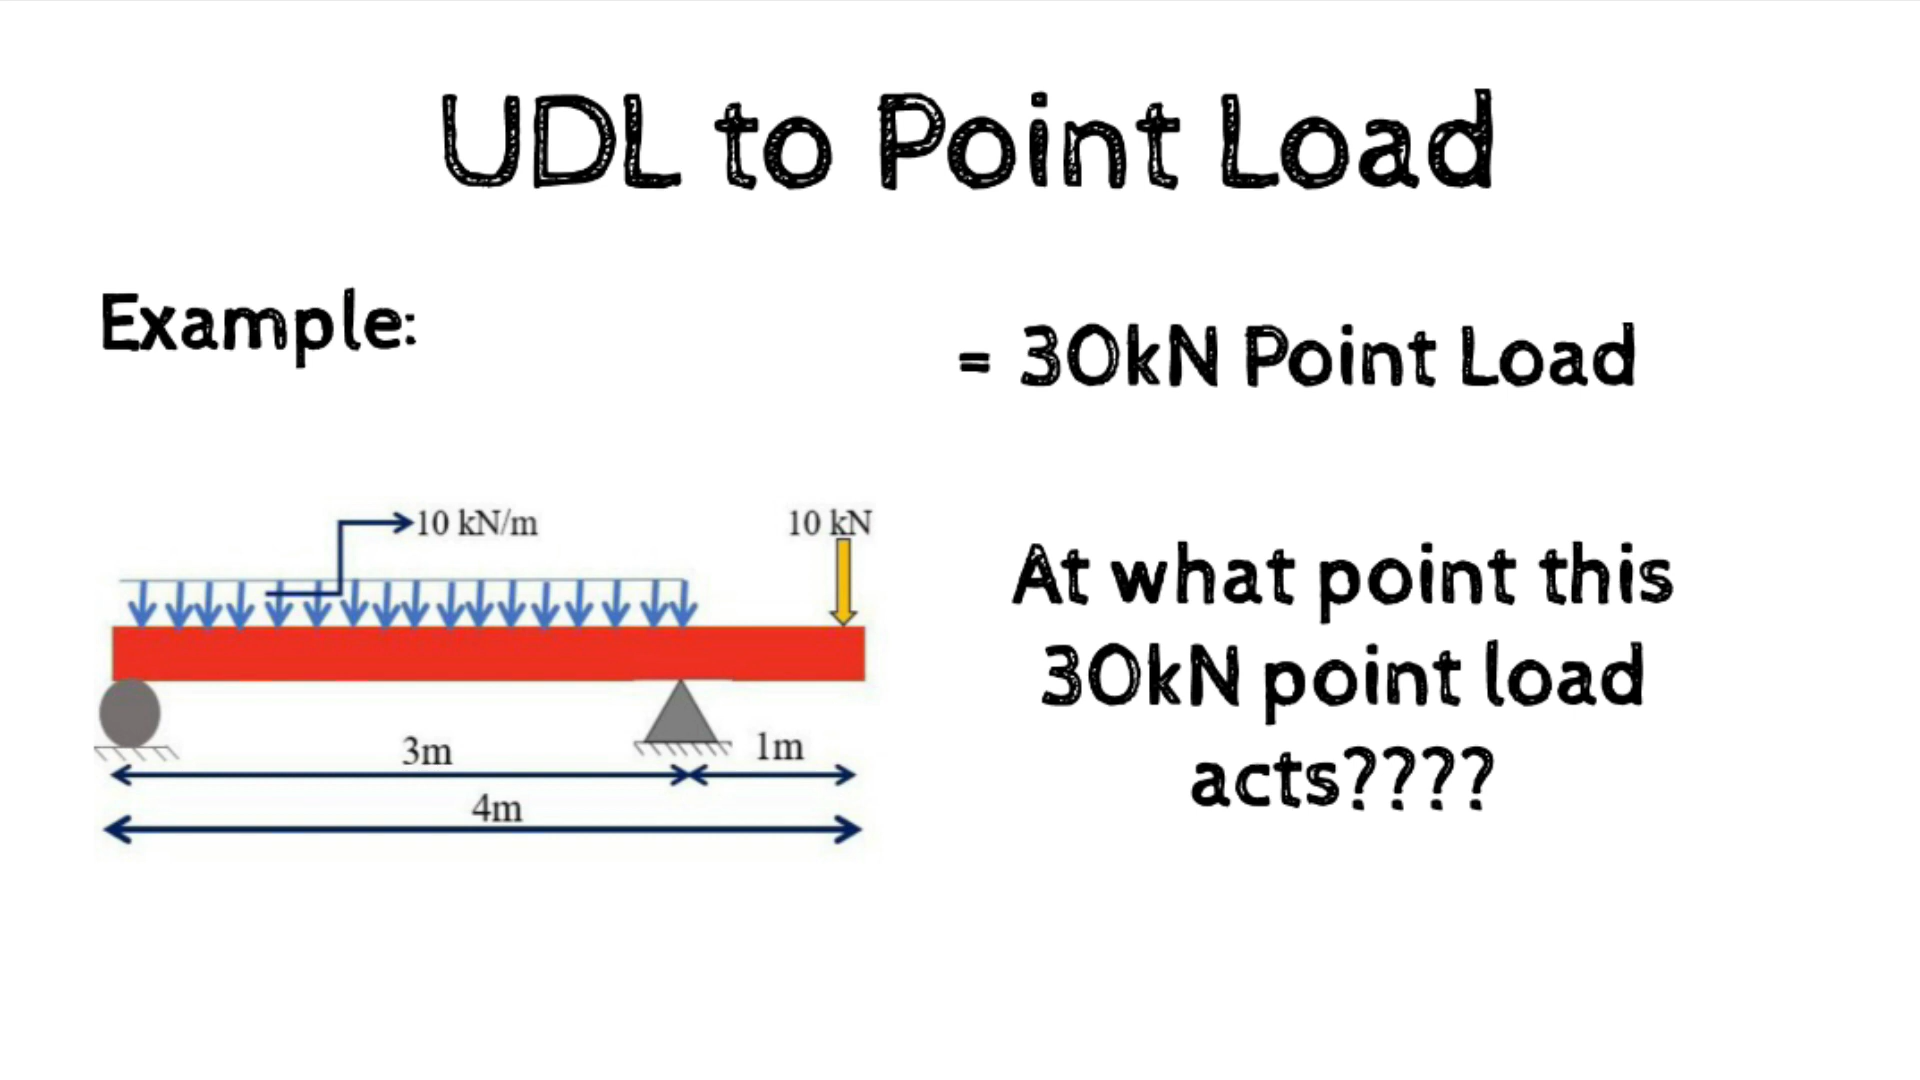 UDL to Point Load
Example:
= 30kN Point Load
10 kN/m
10 kN
3m
1m
4m
At what point this
30kN point load
acts????